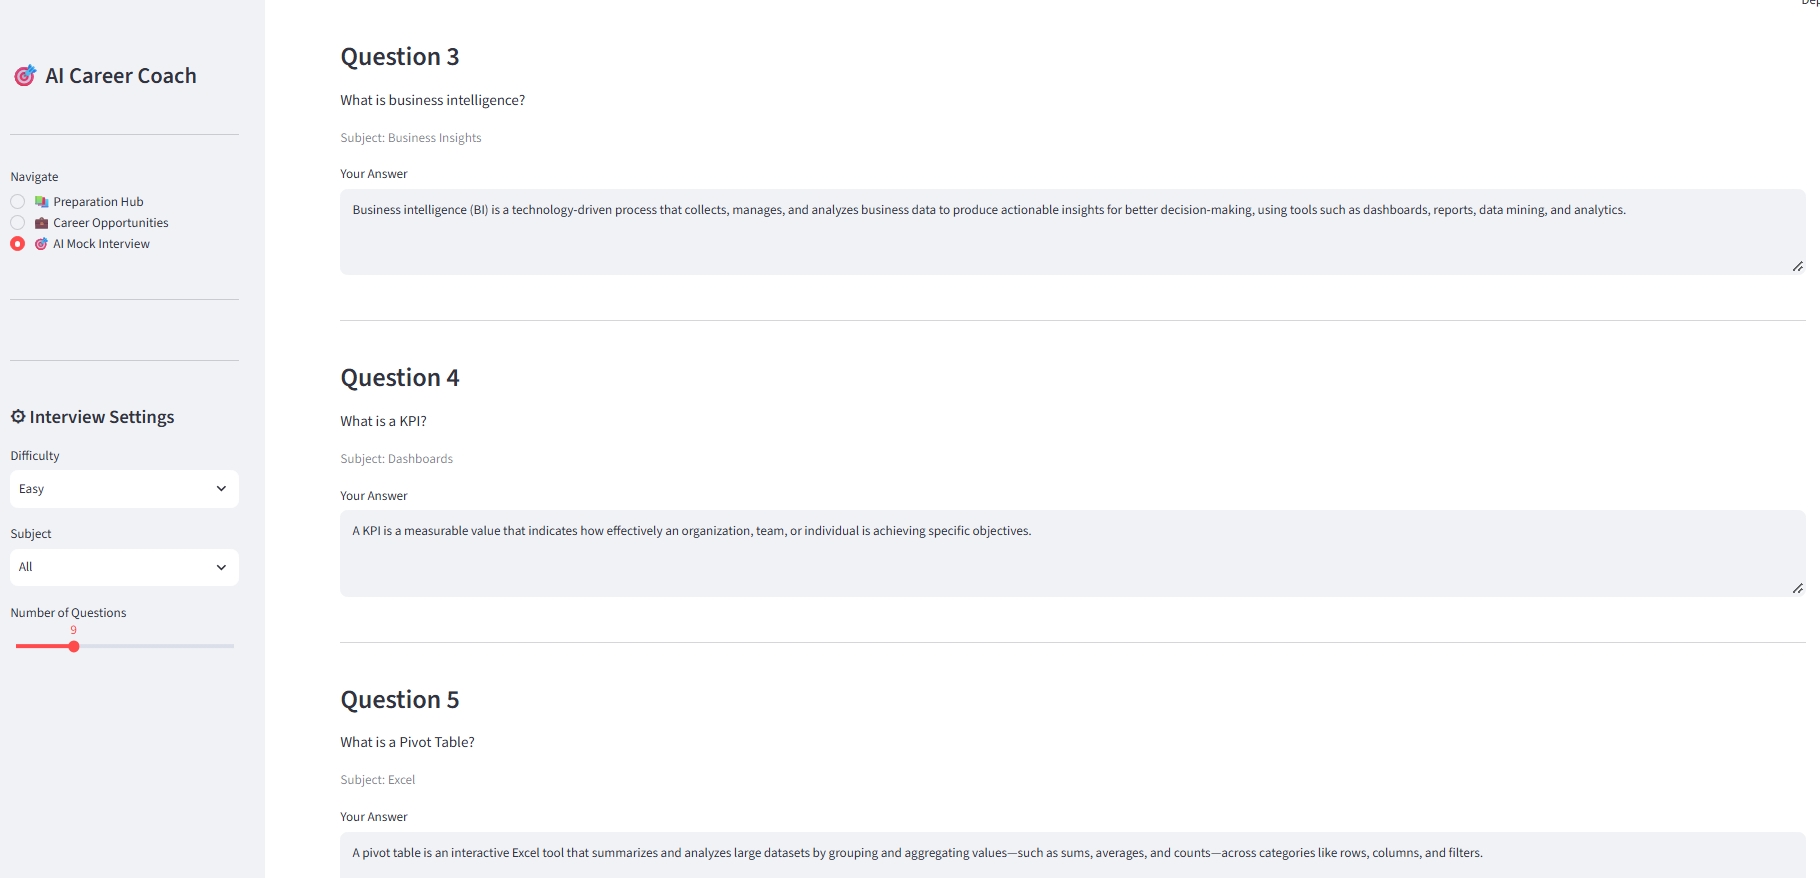 AI Career Coach
Navigate
Preparation Hub
Career Opportunities
AI Mock Interview
Interview Settings
Difficulty
Easy
Subject
All
Number of Questions
9
Question 3
What is business intelligence?
Subject: Business Insights
Your Answer
Business intelligence (BI) is a technology-driven process that collects, manages, and analyzes business data to produce actionable insights for better decision-making, using tools such as dashboards, reports, data mining, and analytics.
Question 4
What is a KPI?
Subject: Dashboards
Your Answer
A KPI is a measurable value that indicates how effectively an organization, team, or individual is achieving specific objectives.
Question 5
What is a Pivot Table?
Subject: Excel
Your Answer
A pivot table is an interactive Excel tool that summarizes and analyzes large datasets by grouping and aggregating values—such as sums, averages, and counts—across categories like rows, columns, and filters.